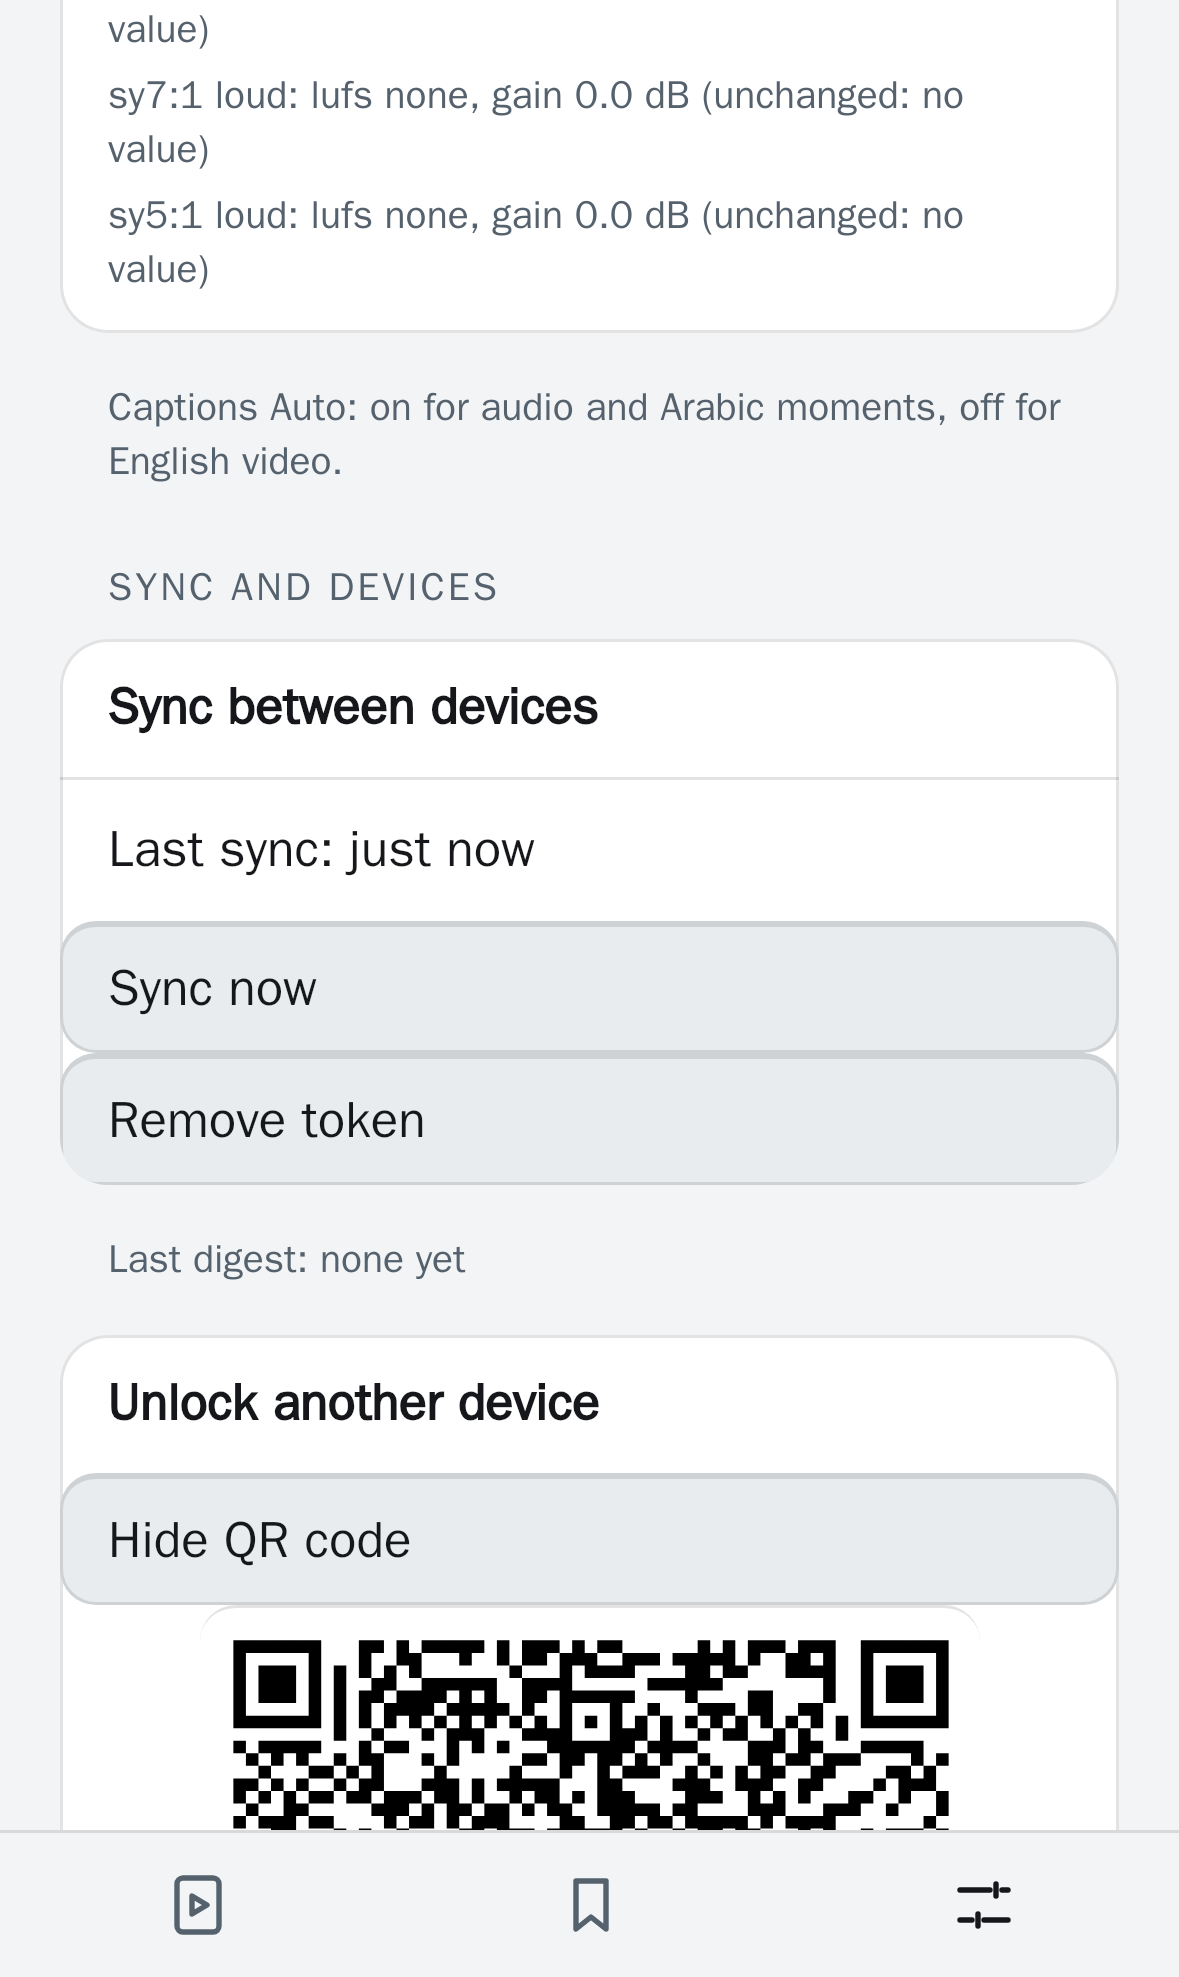 value)
sy7:1 loud: lufs none, gain 0.0 dB (unchanged: no
value)
sy5:1 loud: lufs none, gain 0.0 dB (unchanged: no
value)
Captions Auto: on for audio and Arabic moments, off for
English video.
SYNC AND DEVICES
Sync between devices
Last sync: just now
Sync now
Remove token
Last digest: none yet
Unlock another device
Hide QR code